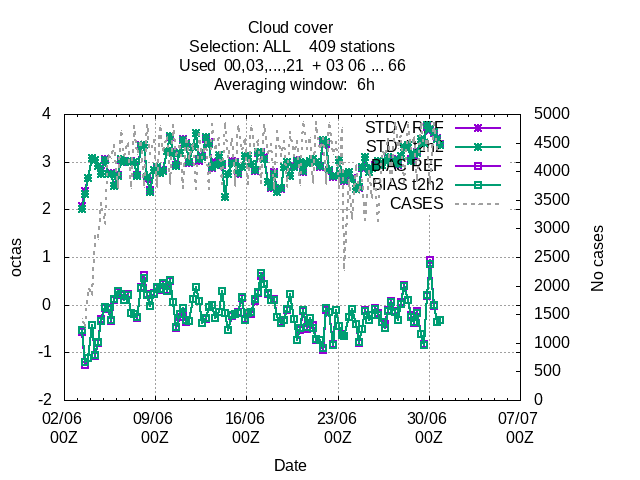 Cloud cover
Selection: ALL 409 stations
Used 00,03,...,21 + 03 06 ... 66
Averaging window: 6h
4
3
2
1
0
-1
-2
octas
5000
4500
4000
3500
3000
2500
2000
1500
1000
500
0
No cases
STDV REF
STDV t2h2
BIAS REF
BIAS t2h2
CASES
02/06 09/06 16/06 23/06 30/06 07/07
00Z 00Z 00Z 00Z 00Z 00Z
Date